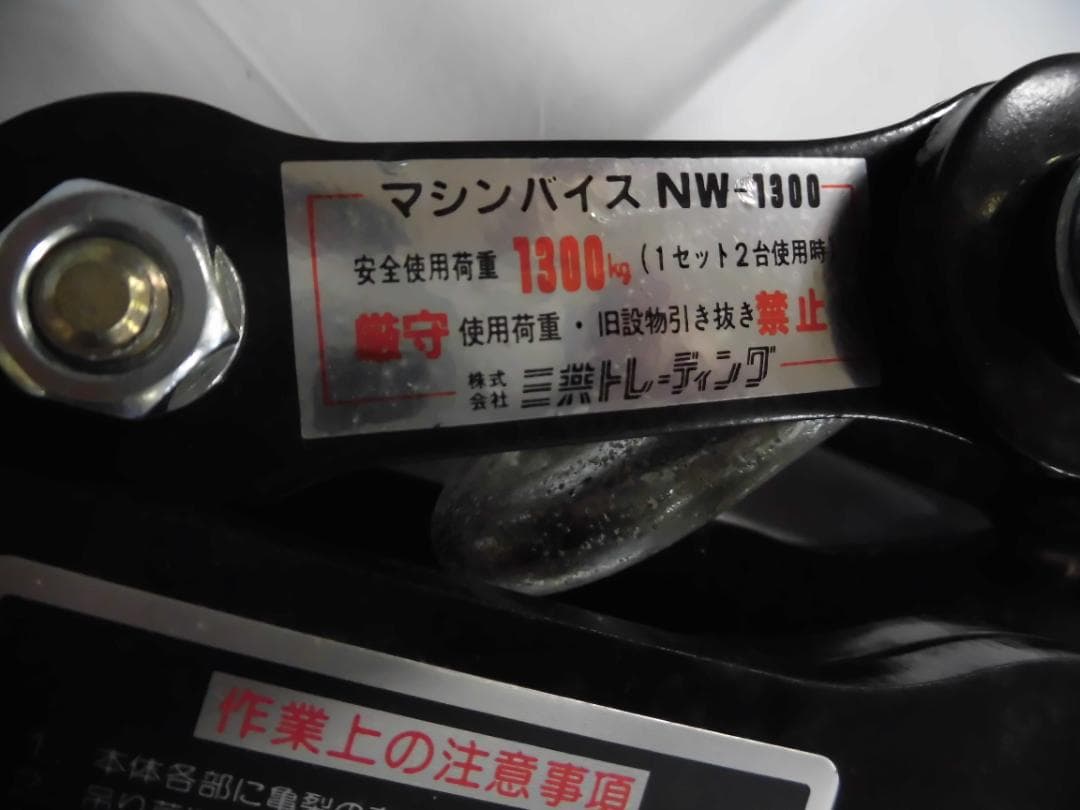 マシンバイス NW-1300
安全使用荷重 1300kg (1セット2台使用時)
厳守 使用荷重・旧設物引き抜き禁止
株式会社 三燕トレーディング
作業上の注意事項
本体各部に亀裂の